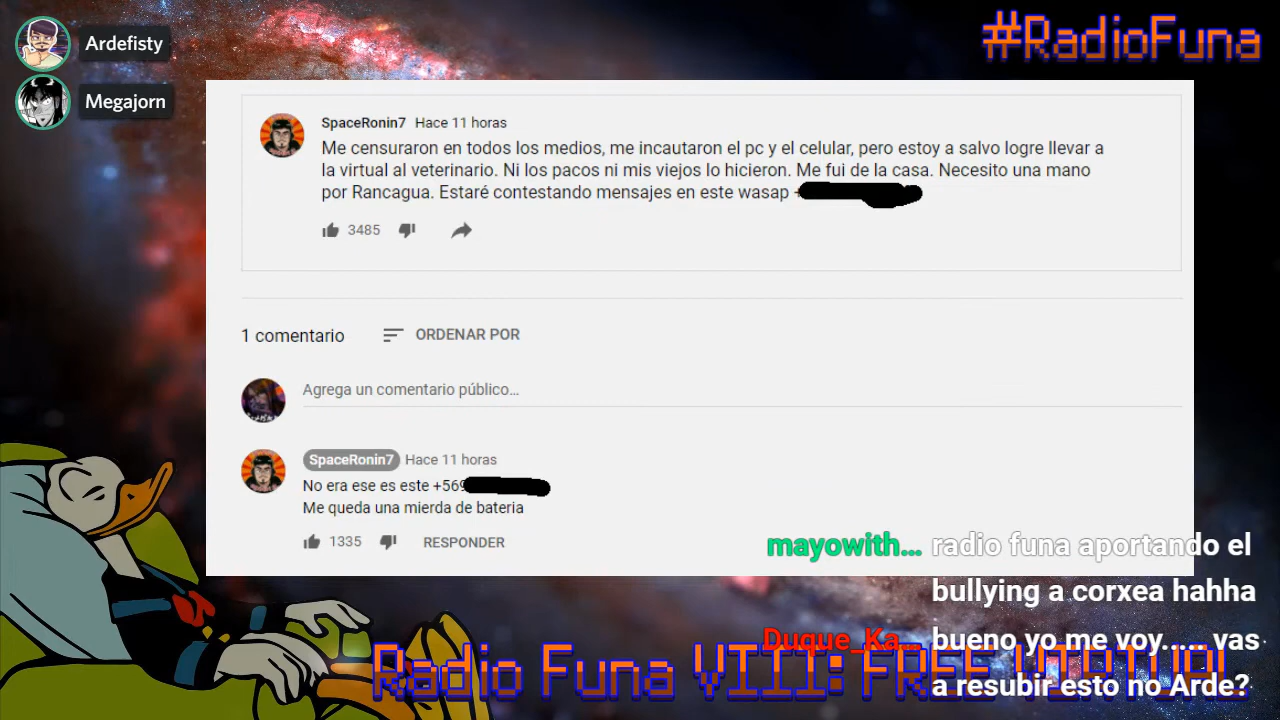 Ardefisty
Megajorn
#RadioFuna
SpaceRonin7 Hace 11 horas
Me censuraron en todos los medios, me incautaron el pc y el celular, pero estoy a salvo logre llevar a
la virtual al veterinario. Ni los pacos ni mis viejos lo hicieron. Me fui de la casa. Necesito una mano
por Rancagua. Estaré contestando mensajes en este wasap
3485
1 comentario
ORDENAR POR
Agrega un comentario público...
SpaceRonin7 Hace 11 horas
No era ese es este +569
Me queda una mierda de bateria
1335
RESPONDER
mayowith... radio funa aportando el
bullying a corxea hahha
Duque_Ka... bueno yo me voy..... vas
a resubir esto no Arde?
Radio Funa VIII: FREE VIRTUAL